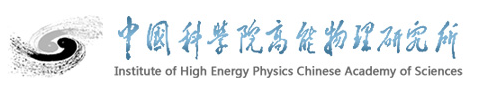 中国科学院高能物理研究所
Institute of High Energy Physics Chinese Academy of Sciences